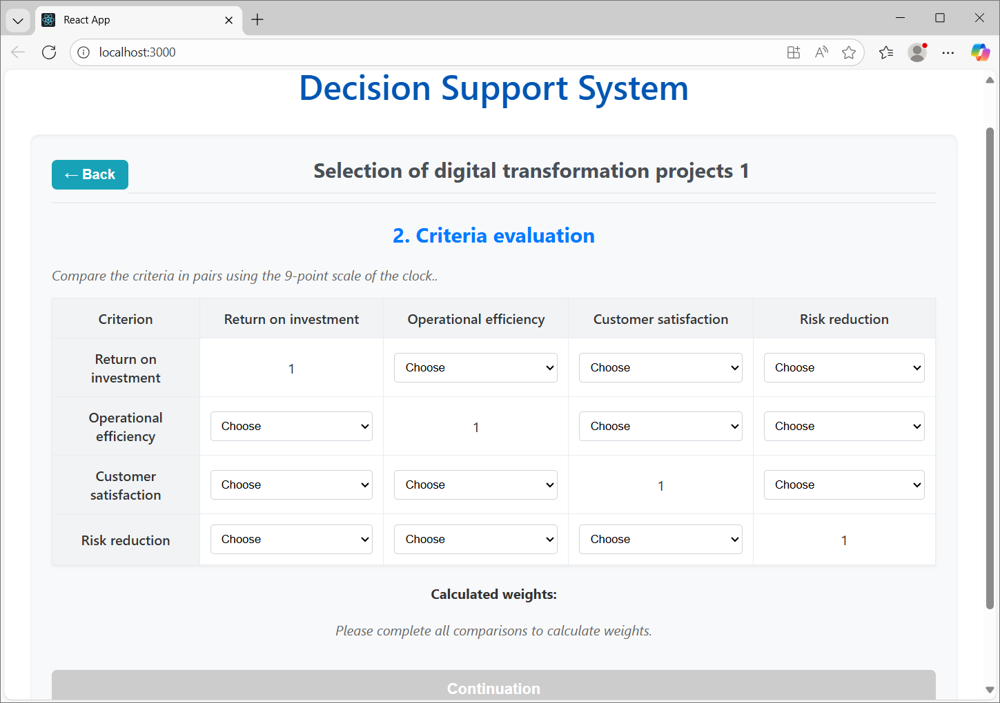 React App
localhost:3000
Decision Support System
← Back
Selection of digital transformation projects 1
2. Criteria evaluation
Compare the criteria in pairs using the 9-point scale of the clock..
Criterion Return on investment Operational efficiency Customer satisfaction Risk reduction
Return on
investment
1 Choose Choose Choose
Operational
efficiency
Choose 1 Choose Choose
Customer
satisfaction
Choose Choose 1 Choose
Risk reduction Choose Choose Choose 1
Calculated weights:
Please complete all comparisons to calculate weights.
Continuation